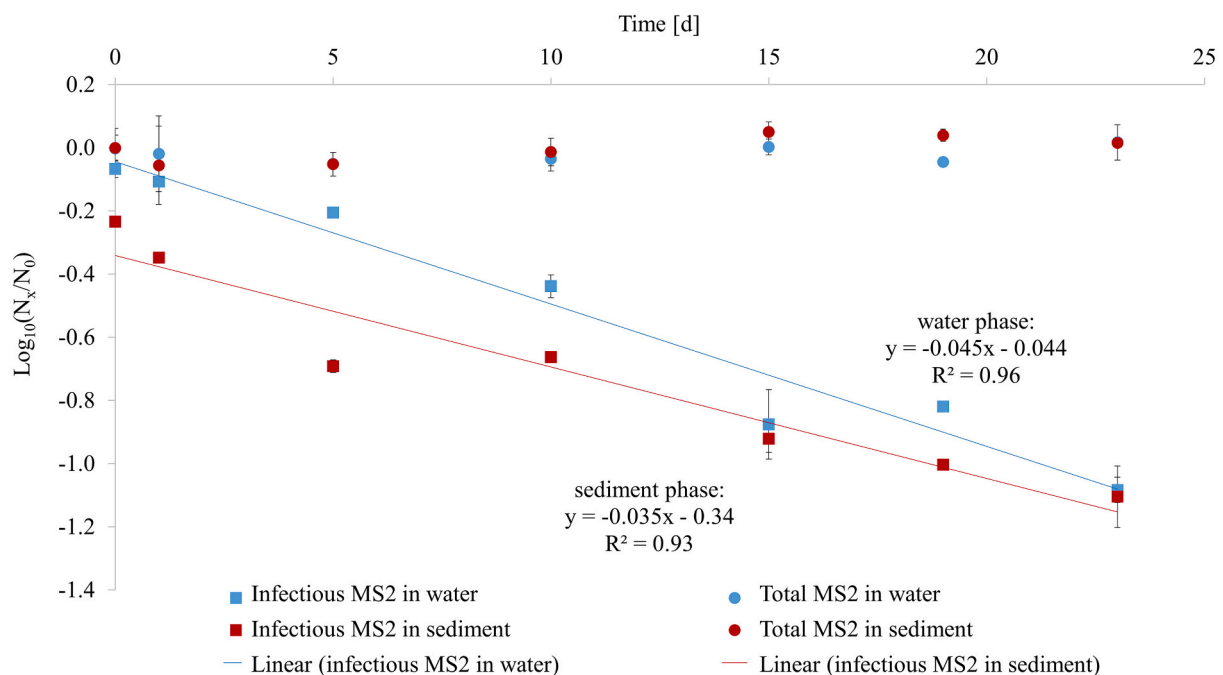 Time [d]
0 5 10 15 20 25
0.2
0.0
-0.2
-0.4
-0.6
-0.8
-1.0
-1.2
-1.4
Log₁₀(Nₓ/N₀)
water phase:
y = -0.045x - 0.044
R² = 0.96
sediment phase:
y = -0.035x - 0.34
R² = 0.93
Infectious MS2 in water
Total MS2 in water
Infectious MS2 in sediment
Total MS2 in sediment
Linear (infectious MS2 in water)
Linear (infectious MS2 in sediment)